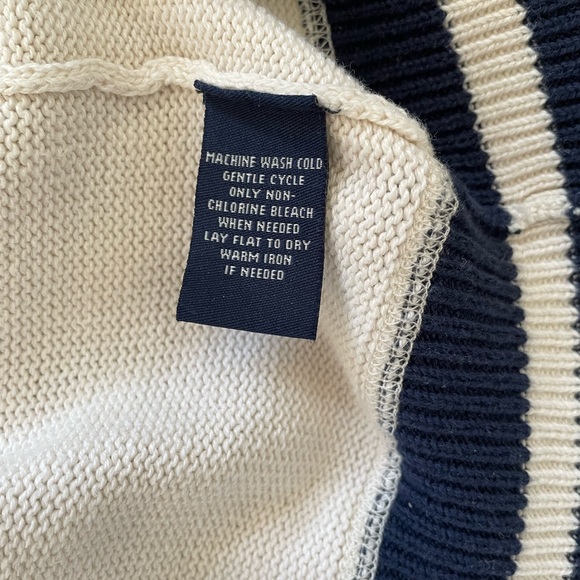 MACHINE WASH COLD
GENTLE CYCLE
ONLY NON-
CHLORINE BLEACH
WHEN NEEDED
LAY FLAT TO DRY
WARM IRON
IF NEEDED